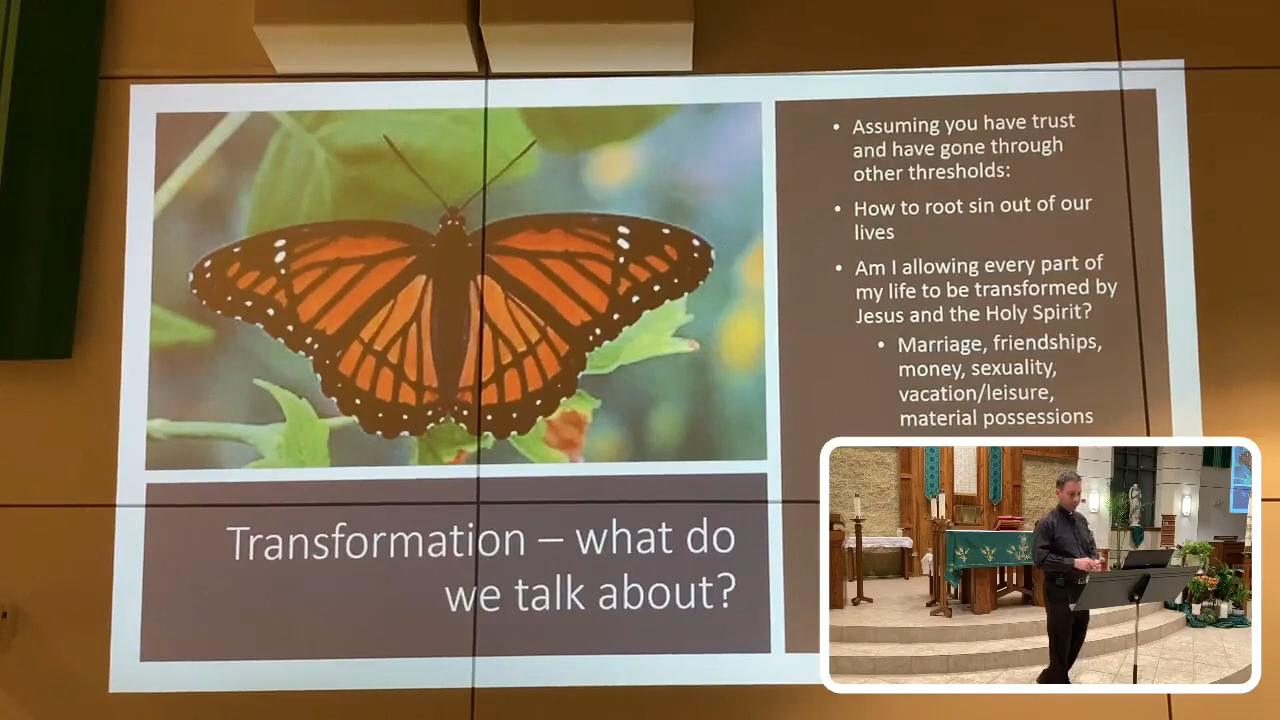 Transformation – what do
we talk about?
• Assuming you have trust
and have gone through
other thresholds:
• How to root sin out of our
lives
• Am I allowing every part of
my life to be transformed by
Jesus and the Holy Spirit?
• Marriage, friendships,
money, sexuality,
vacation/leisure,
material possessions